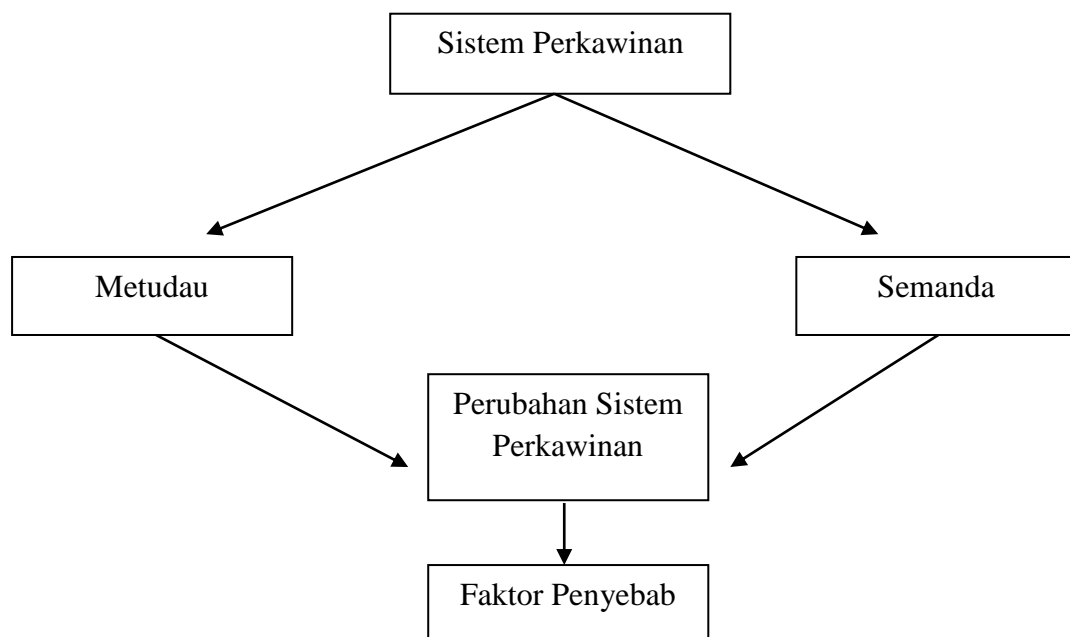 Sistem Perkawinan
Metudau
Semanda
Perubahan Sistem
Perkawinan
Faktor Penyebab